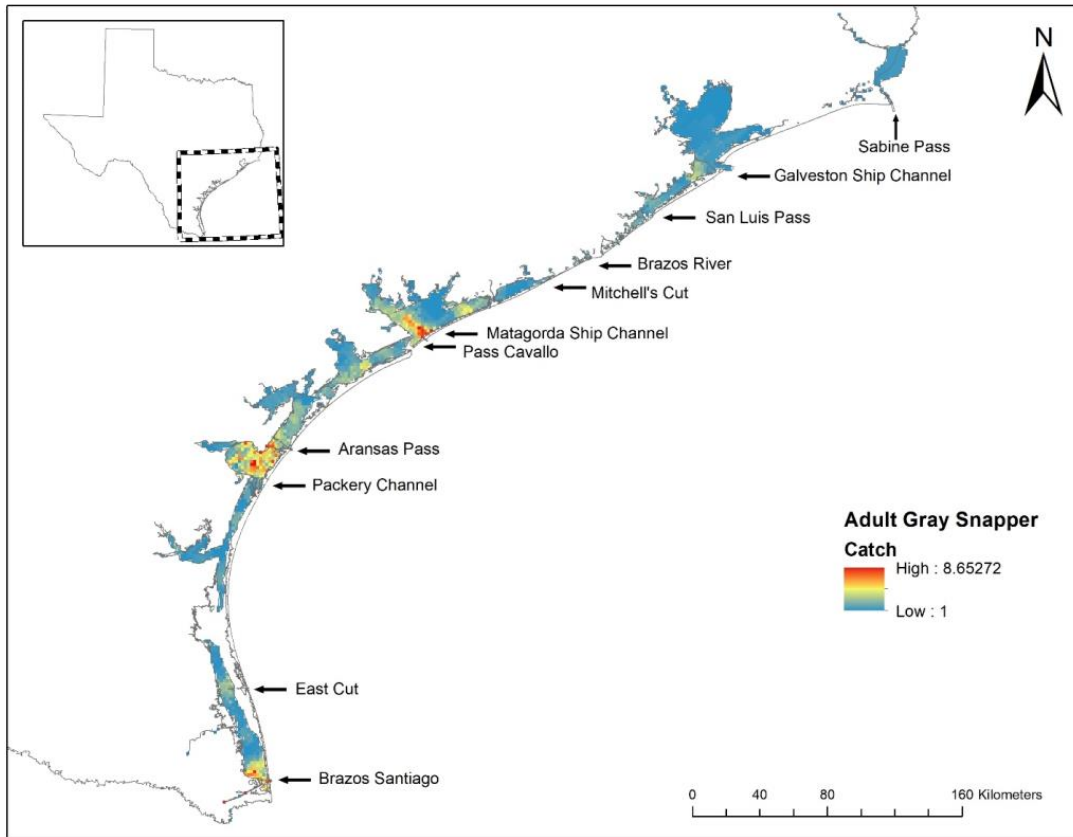 N
Sabine Pass
Galveston Ship Channel
San Luis Pass
Brazos River
Mitchell's Cut
Matagorda Ship Channel
Pass Cavallo
Aransas Pass
Packery Channel
Adult Gray Snapper
Catch
High : 8.65272
Low : 1
East Cut
Brazos Santiago
0 40 80 160 Kilometers